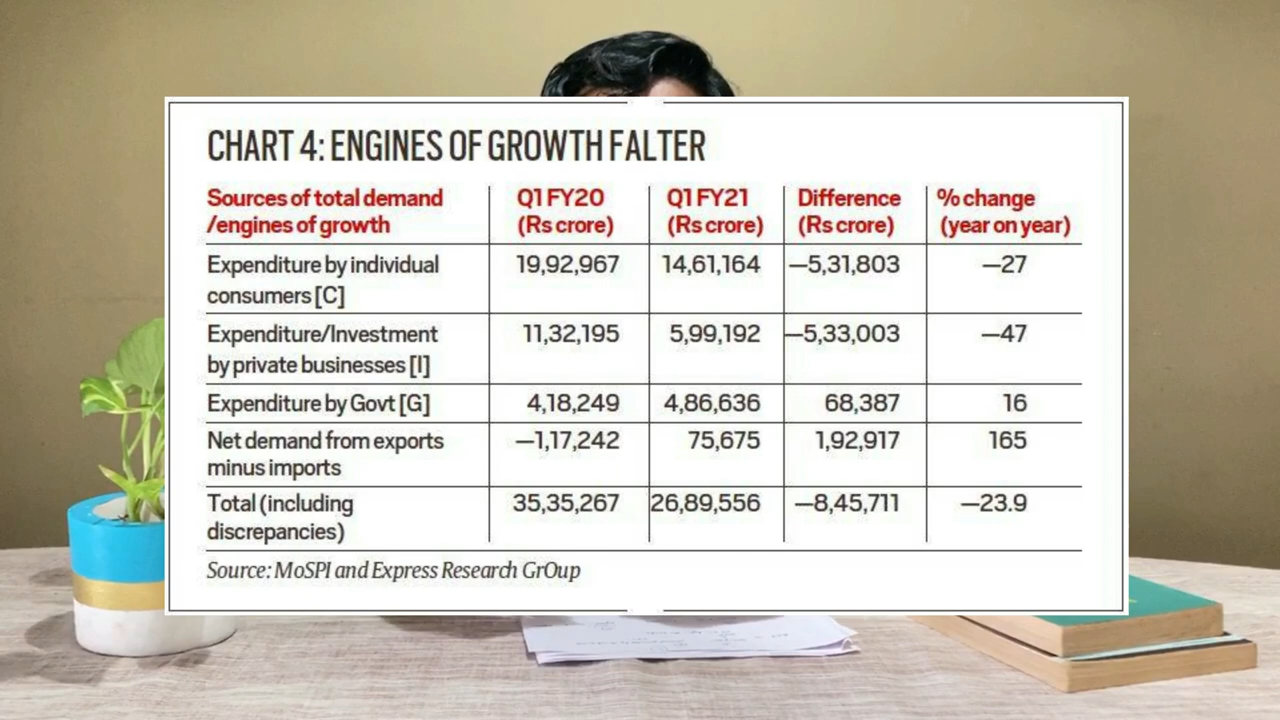 CHART 4: ENGINES OF GROWTH FALTER
Sources of total demand /engines of growth | Q1 FY20 (Rs crore) | Q1 FY21 (Rs crore) | Difference (Rs crore) | % change (year on year)
Expenditure by individual consumers [C] | 19,92,967 | 14,61,164 | —5,31,803 | —27
Expenditure/Investment by private businesses [I] | 11,32,195 | 5,99,192 | —5,33,003 | —47
Expenditure by Govt [G] | 4,18,249 | 4,86,636 | 68,387 | 16
Net demand from exports minus imports | —1,17,242 | 75,675 | 1,92,917 | 165
Total (including discrepancies) | 35,35,267 | 26,89,556 | —8,45,711 | —23.9
Source: MoSPI and Express Research GrOup